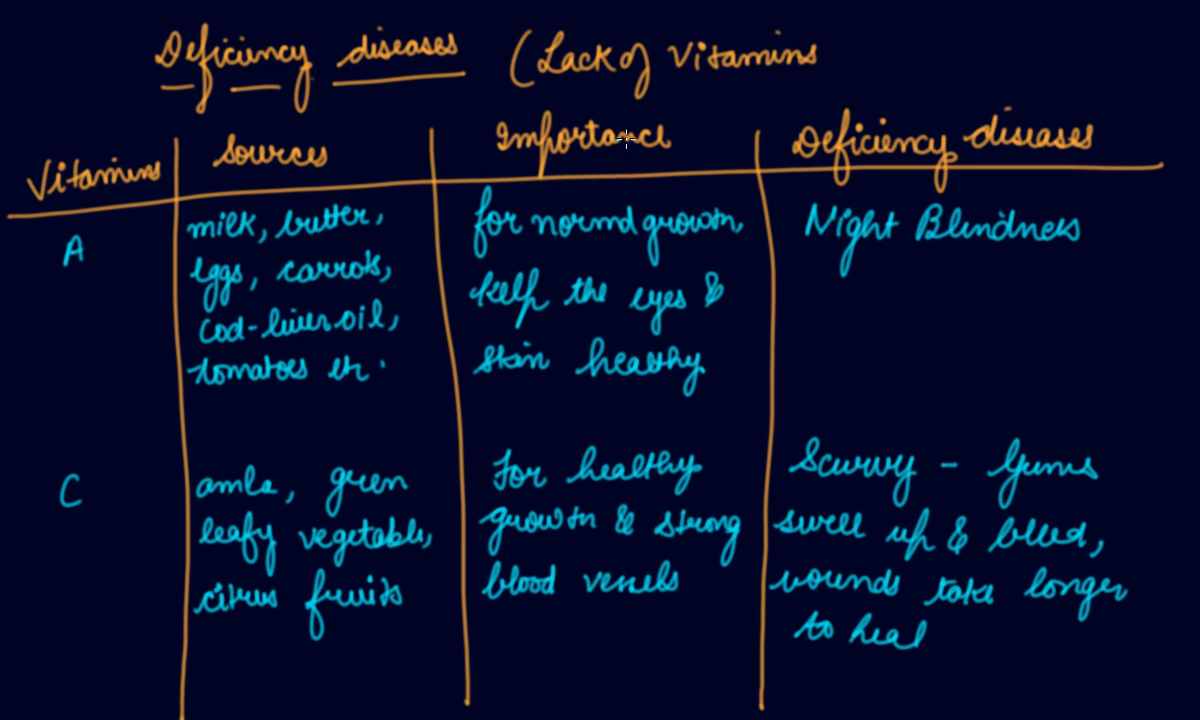 Deficiency diseases (Lack of Vitamins
Vitamins Sources Importance Deficiency diseases
A
milk, butter,
eggs, carrots,
cod-liver oil,
tomatoes etc.
for normal growth,
kelp the eyes &
skin healthy
Night Blindness
C
amla, green
leafy vegetable,
citrus fruits
For healthy
growth & strong
blood vessels
Scurvy - Gums
swell up & bleed,
wounds take longer
to heal